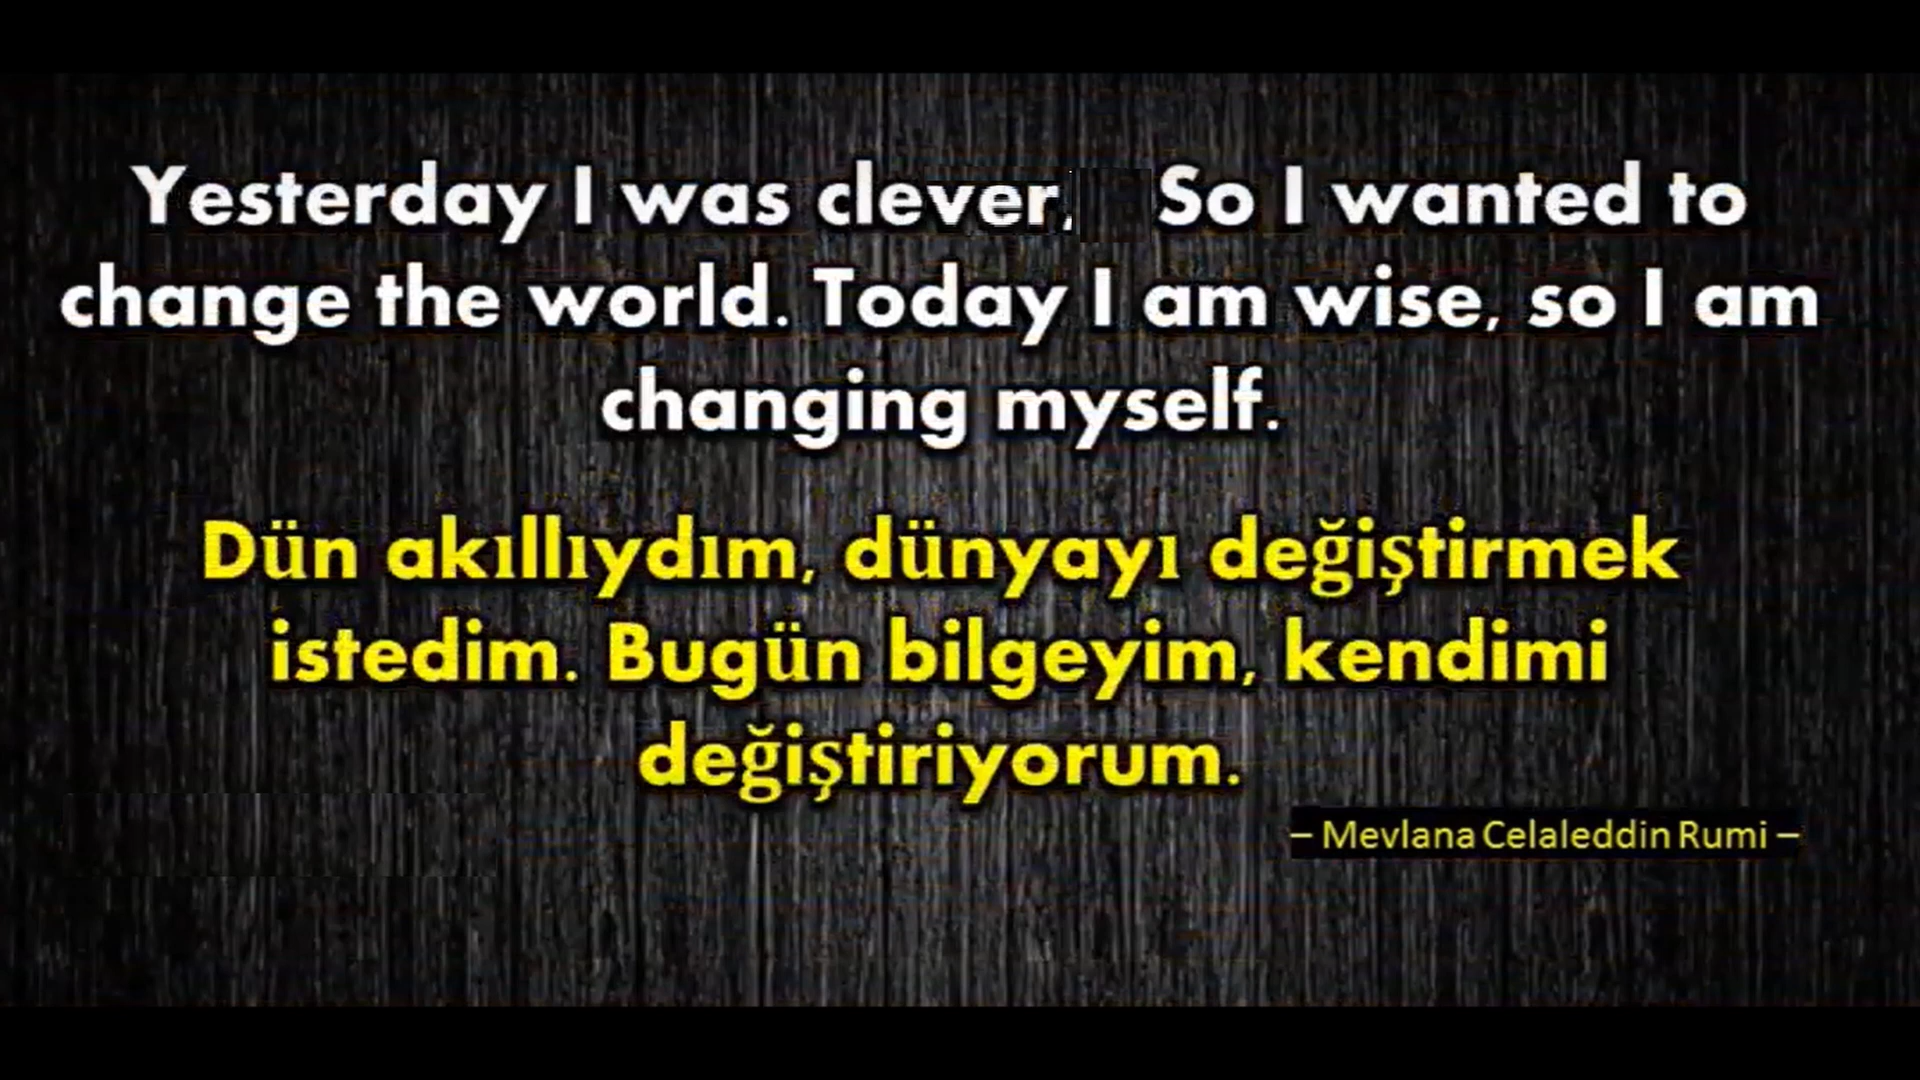 Yesterday I was clever, So I wanted to
change the world. Today I am wise, so I am
changing myself.
Dün akıllıydım, dünyayı değiştirmek
istedim. Bugün bilgeyim, kendimi
değiştiriyorum.
– Mevlana Celaleddin Rumi –